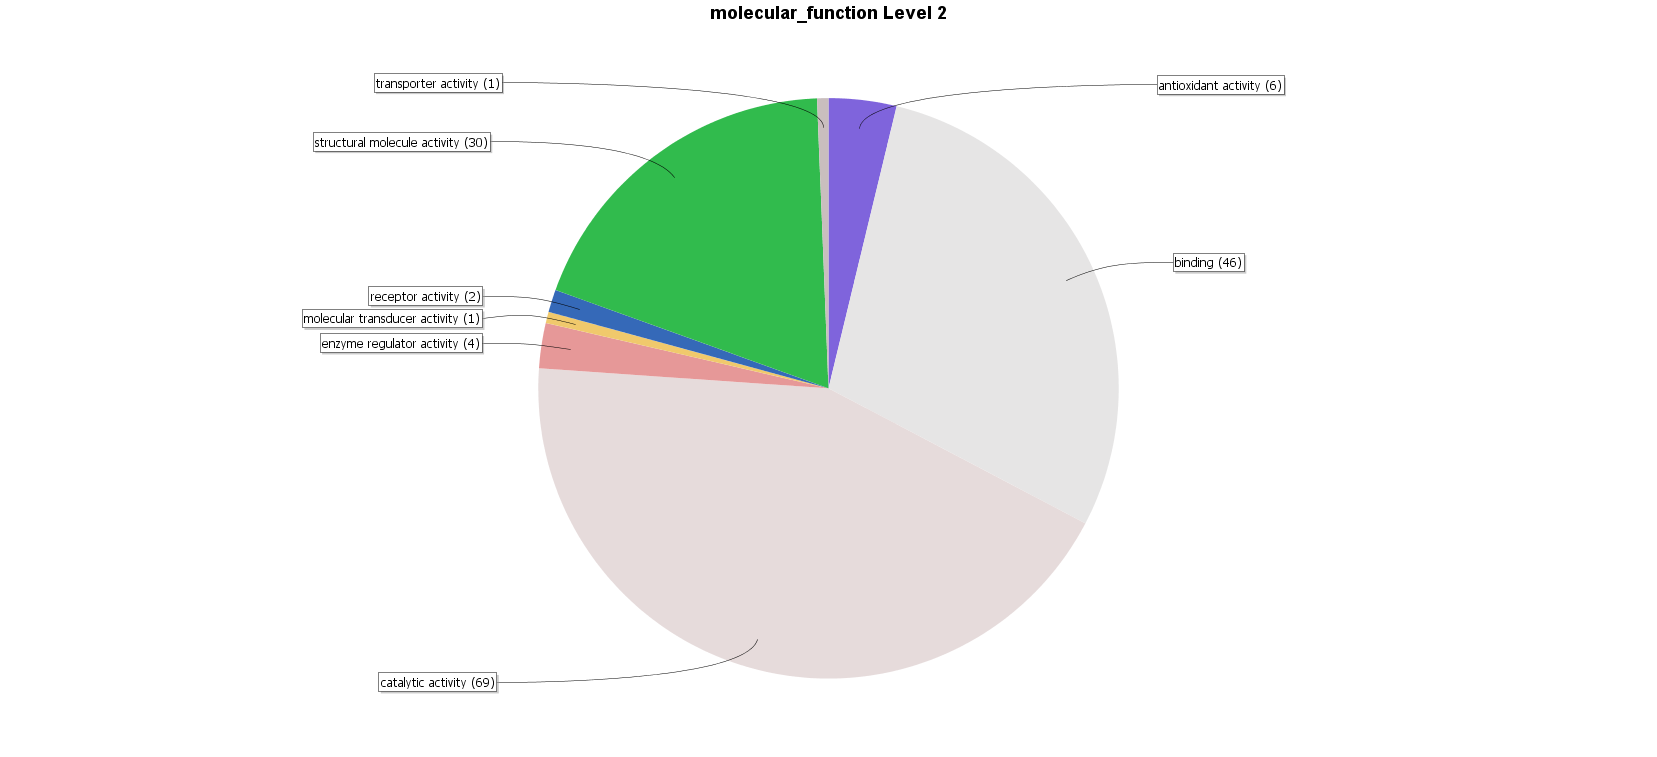 molecular_function Level 2
transporter activity (1)
antioxidant activity (6)
structural molecule activity (30)
binding (46)
receptor activity (2)
molecular transducer activity (1)
enzyme regulator activity (4)
catalytic activity (69)